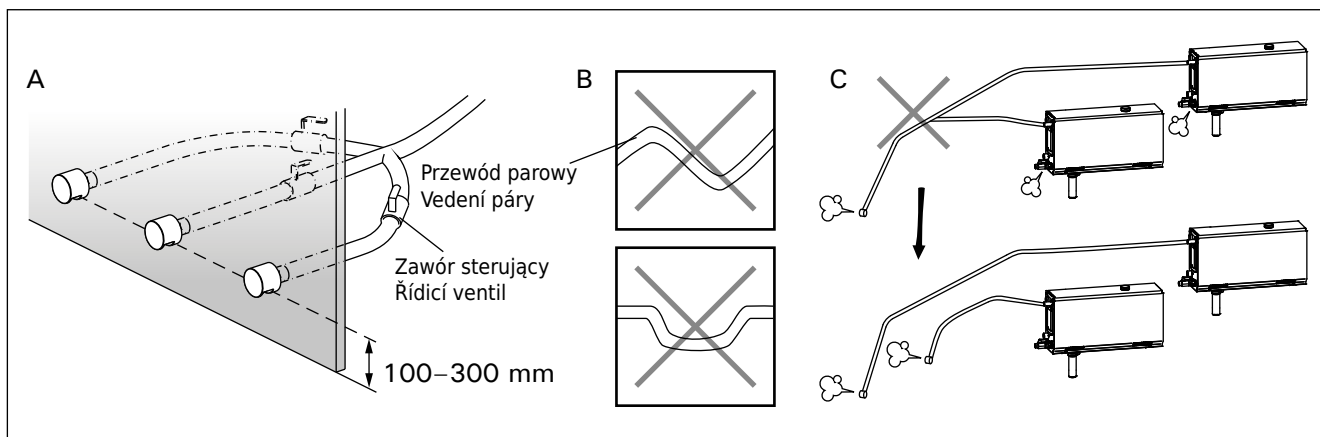 A
B
C
Przewód parowy
Vedení páry
Zawór sterujący
Řídicí ventil
100–300 mm